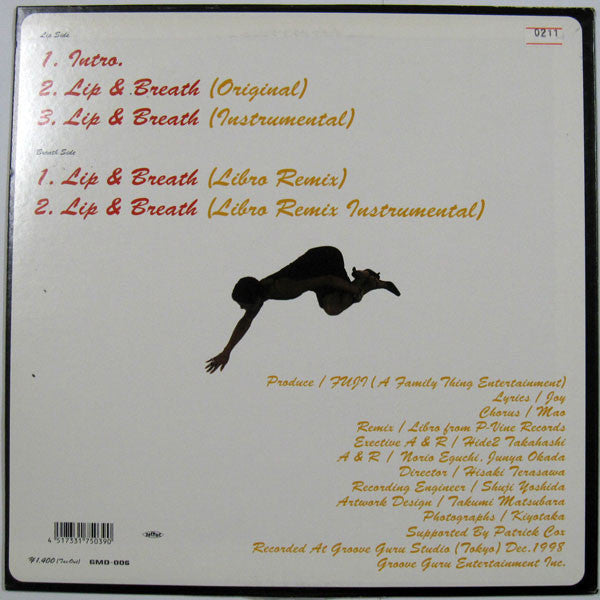 Lip Side
0211
1. Intro.
2. Lip & Breath (Original)
3. Lip & Breath (Instrumental)
Breath Side
1. Lip & Breath (Libro Remix)
2. Lip & Breath (Libro Remix Instrumental)
Produce / FUJI (A Family Thing Entertainment)
Lyrics / Joy
Chorus / Mao
Remix / Libro from P-Vine Records
Exective A & R / Hide2 Takahashi
A & R / Norio Eguchi, Junya Okada
Director / Hisaki Terasawa
Recording Engineer / Shuji Yoshida
Artwork Design / Takumi Matsubara
Photographs / Kiyotaka
Supported By Patrick Cox
Recorded At Groove Guru Studio (Tokyo) Dec.1998
Groove Guru Entertainment Inc.
4 517331 750390
¥1,400 (Tax Out) GMD-006